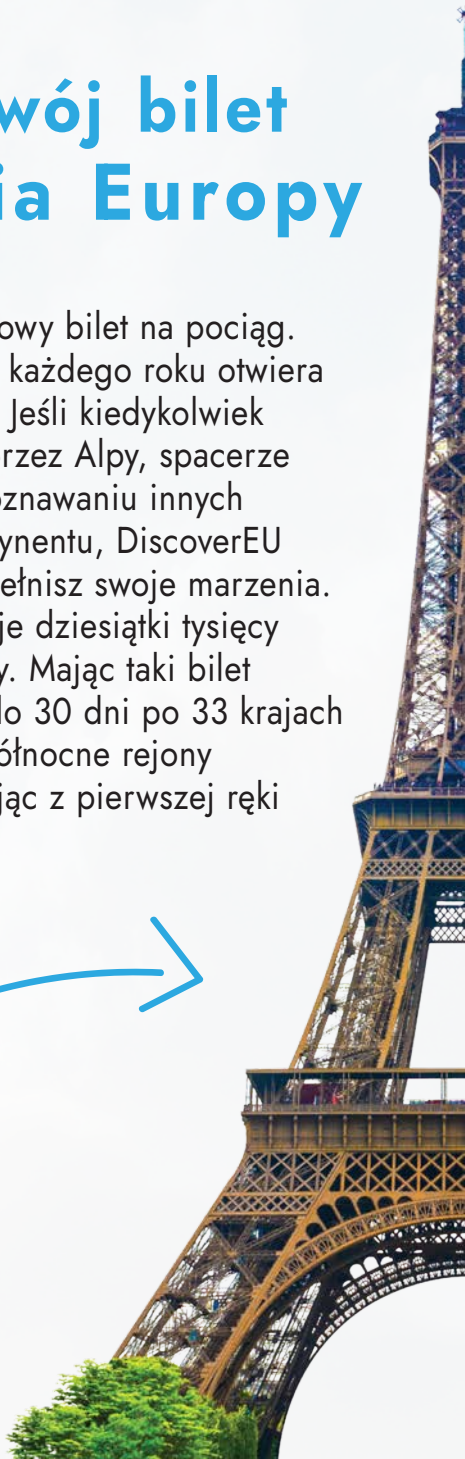 wój bilet
ia Europy
owy bilet na pociąg.
każdego roku otwiera
Jeśli kiedykolwiek
rzez Alpy, spacerze
oznawaniu innych
ynentu, DiscoverEU
ełnisz swoje marzenia.
je dziesiątki tysięcy
y. Mając taki bilet
do 30 dni po 33 krajach
ółnocne rejony
jąc z pierwszej ręki